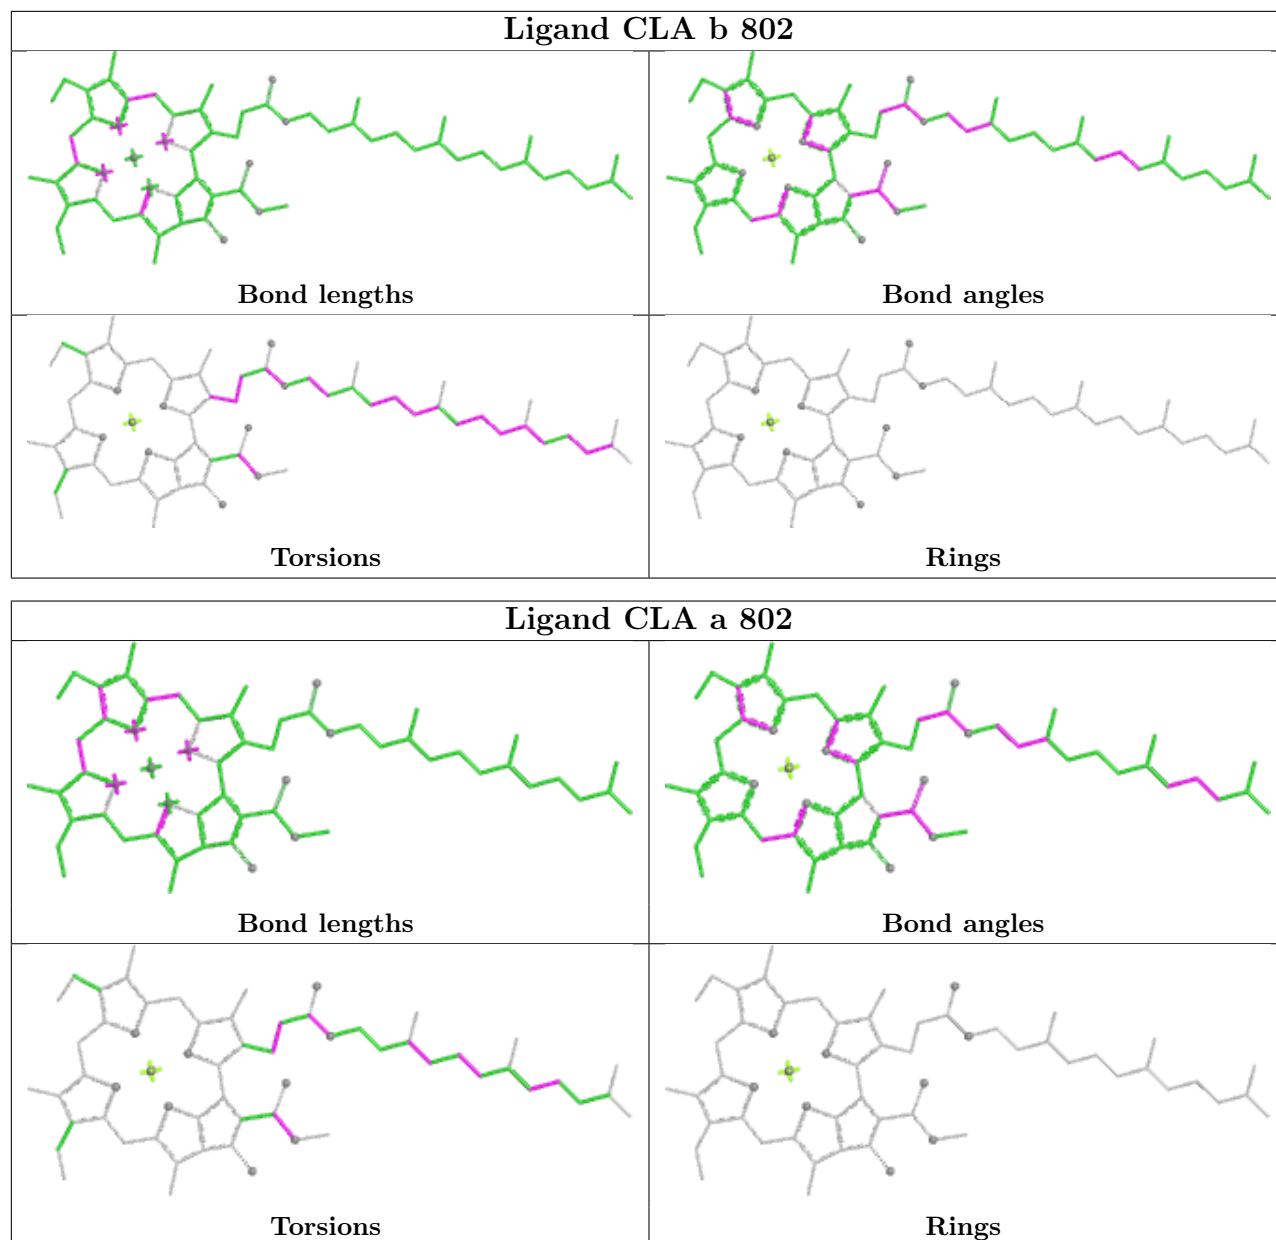 Ligand CLA b 802
Bond lengths
Bond angles
Torsions
Rings
Ligand CLA a 802
Bond lengths
Bond angles
Torsions
Rings